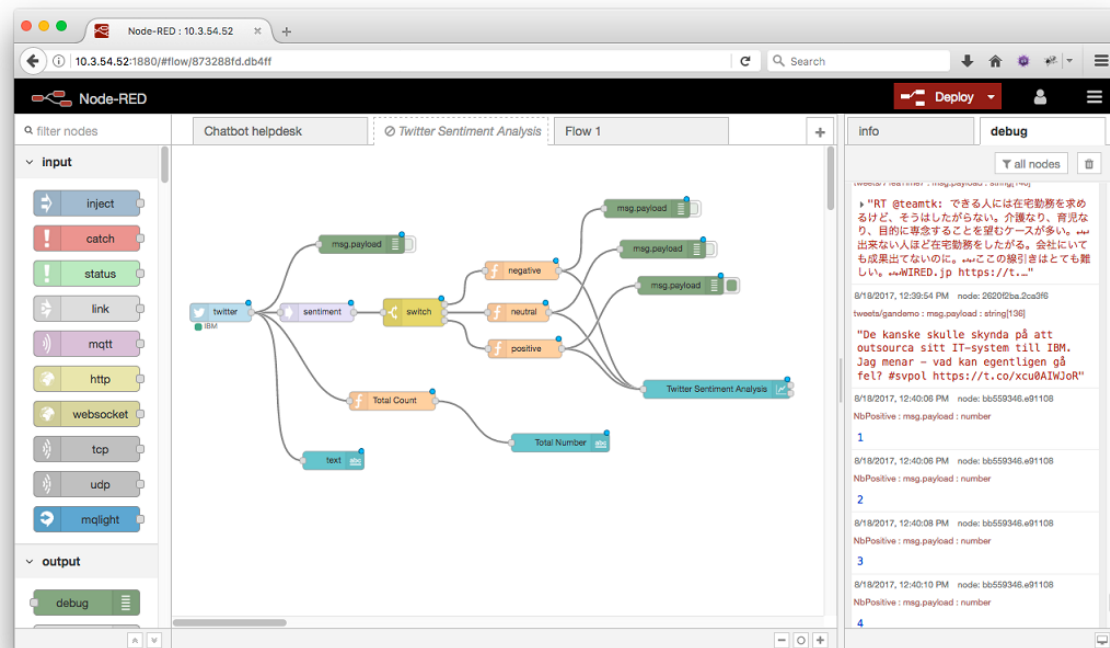 Node-RED : 10.3.54.52
10.3.54.52:1880/#flow/873288fd.db4ff
Search
Node-RED
Deploy
filter nodes
Chatbot helpdesk
Twitter Sentiment Analysis
Flow 1
info
debug
all nodes
input
inject
catch
status
link
mqtt
http
websocket
tcp
udp
mqlight
output
debug
msg.payload
msg.payload
msg.payload
msg.payload
negative
twitter
IBM
sentiment
switch
neutral
positive
Twitter Sentiment Analysis
Total Count
Total Number
text
abc
abc
: msg.payload : string[140]
"RT @teamtk: できる人には在宅勤務を求め
るけど、そうはしたがらない。介護なり、育児な
り、目的に専念することを望むケースが多い。↵↵
出来ない人ほど在宅勤務をしたがる。会社にいて
も成果出てないのに。↵↵ここの線引きはとても難
しい。↵↵WIRED.jp https://t.…"
8/18/2017, 12:39:54 PM node: 2620f2ba.2ca3f6
tweets/gandemo : msg.payload : string[136]
"De kanske skulle skynda på att
outsourca sitt IT-system till IBM.
Jag menar – vad kan egentligen gå
fel? #svpol https://t.co/xcu0AIWJoR"
8/18/2017, 12:40:06 PM node: bb559346.e91108
NbPositive : msg.payload : number
1
8/18/2017, 12:40:06 PM node: bb559346.e91108
NbPositive : msg.payload : number
2
8/18/2017, 12:40:08 PM node: bb559346.e91108
NbPositive : msg.payload : number
3
8/18/2017, 12:40:10 PM node: bb559346.e91108
NbPositive : msg.payload : number
4